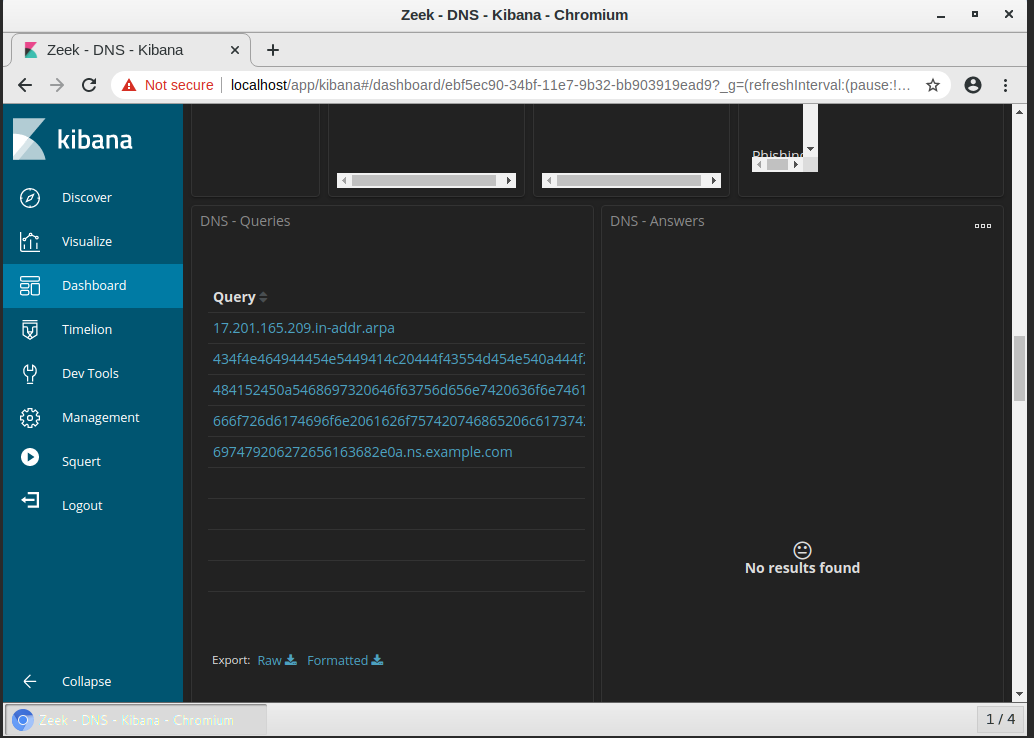 Zeek - DNS - Kibana - Chromium
Zeek - DNS - Kibana
Not secure
localhost/app/kibana#/dashboard/ebf5ec90-34bf-11e7-9b32-bb903919ead9?_g=(refreshInterval:(pause:!...
kibana
Discover
Visualize
Dashboard
Timelion
Dev Tools
Management
Squert
Logout
Collapse
Phishing
DNS - Queries
Query
17.201.165.209.in-addr.arpa
434f4e464944454e5449414c20444f43554d454e540a444f
484152450a5468697320646f63756d656e7420636f6e7461
666f726d6174696f6e2061626f757420746865206c617374
697479206272656163682e0a.ns.example.com
Export: Raw Formatted
DNS - Answers
No results found
Zeek - DNS - Kibana - Chromium
1 / 4